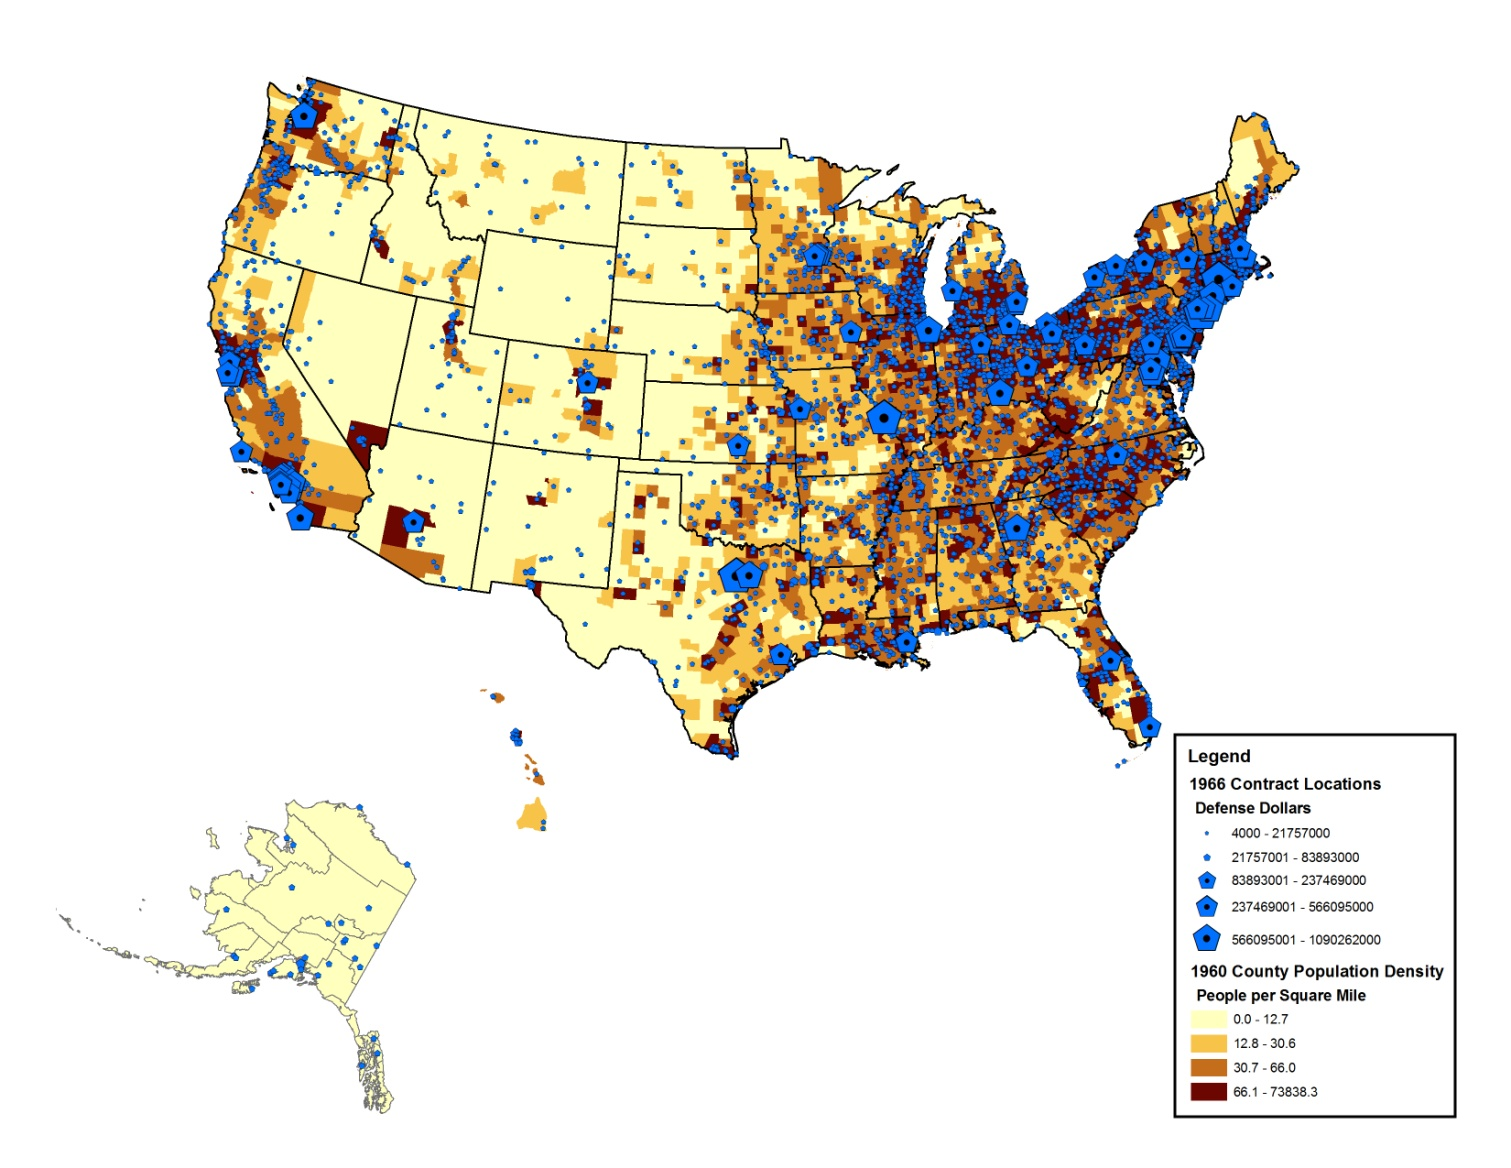 Legend
1966 Contract Locations
Defense Dollars
4000 - 21757000
21757001 - 83893000
83893001 - 237469000
237469001 - 566095000
566095001 - 1090262000
1960 County Population Density
People per Square Mile
0.0 - 12.7
12.8 - 30.6
30.7 - 66.0
66.1 - 73838.3